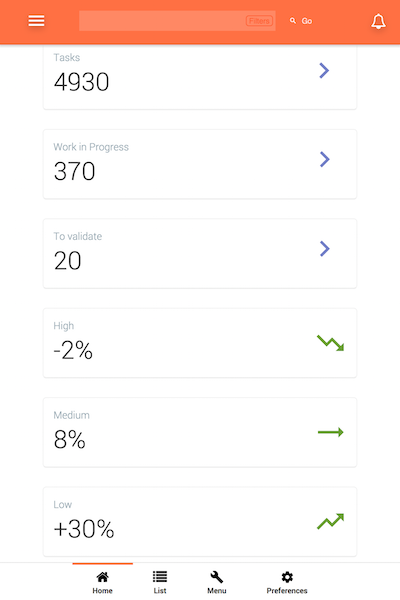 Filters Go
Tasks
4930
Work in Progress
370
To validate
20
High
-2%
Medium
8%
Low
+30%
Home List Menu Preferences